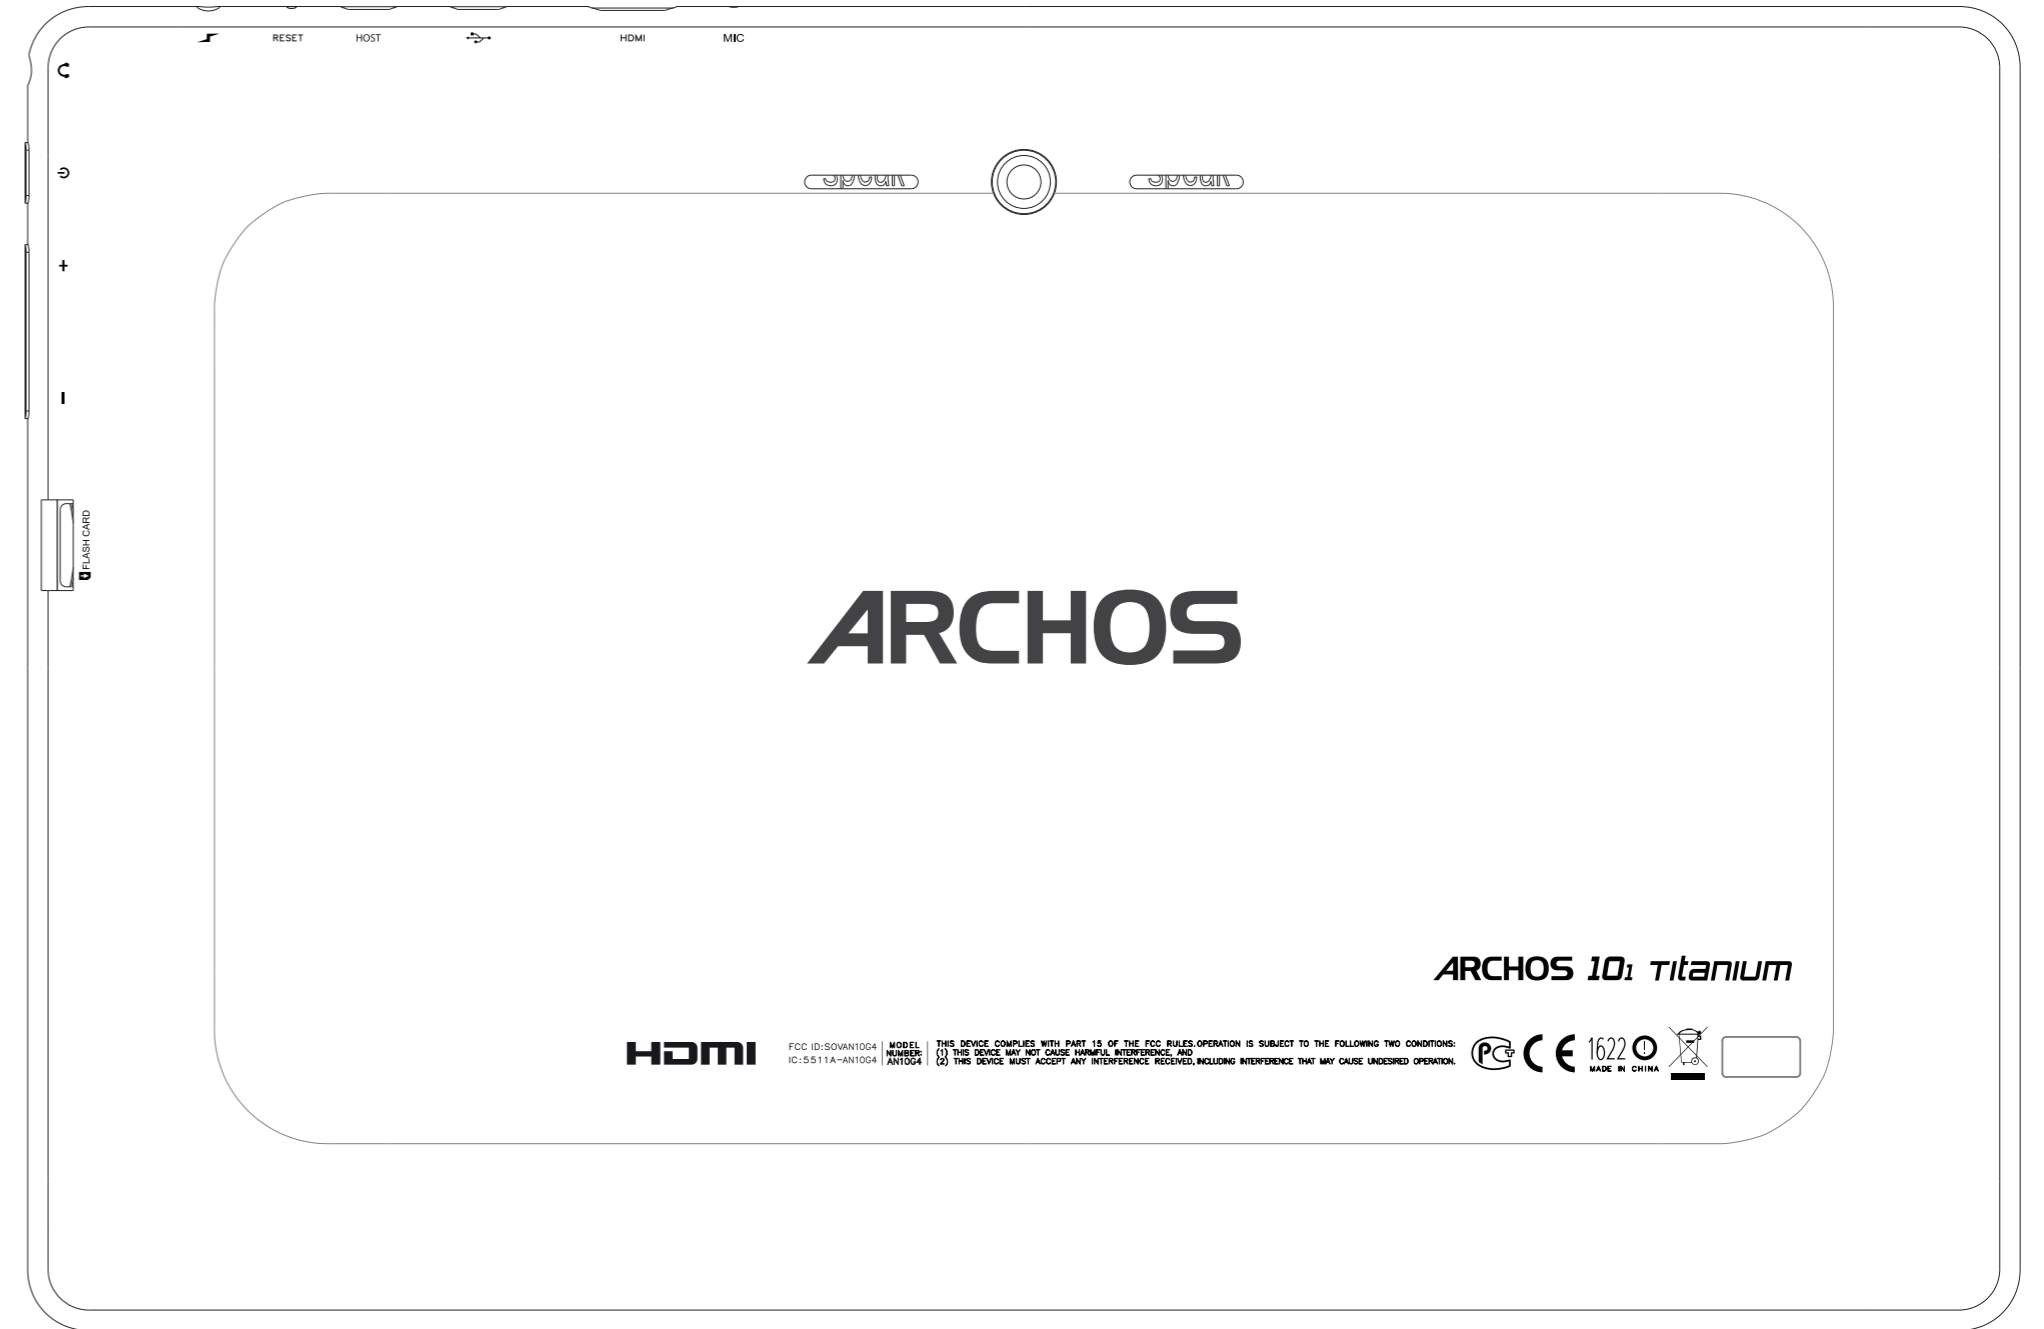 RESET HOST HDMI MIC
speak speak
+
FLASH CARD
ARCHOS
ARCHOS 101 Titanium
HDMI
FCC ID:SOVAN10G4
IC:5511A-AN10G4
MODEL
NUMBER:
AN10G4
THIS DEVICE COMPLIES WITH PART 15 OF THE FCC RULES.OPERATION IS SUBJECT TO THE FOLLOWING TWO CONDITIONS:
(1) THIS DEVICE MAY NOT CAUSE HARMFUL INTERFERENCE, AND
(2) THIS DEVICE MUST ACCEPT ANY INTERFERENCE RECEIVED,INCLUDING INTERFERENCE THAT MAY CAUSE UNDESIRED OPERATION.
CE 1622
MADE IN CHINA